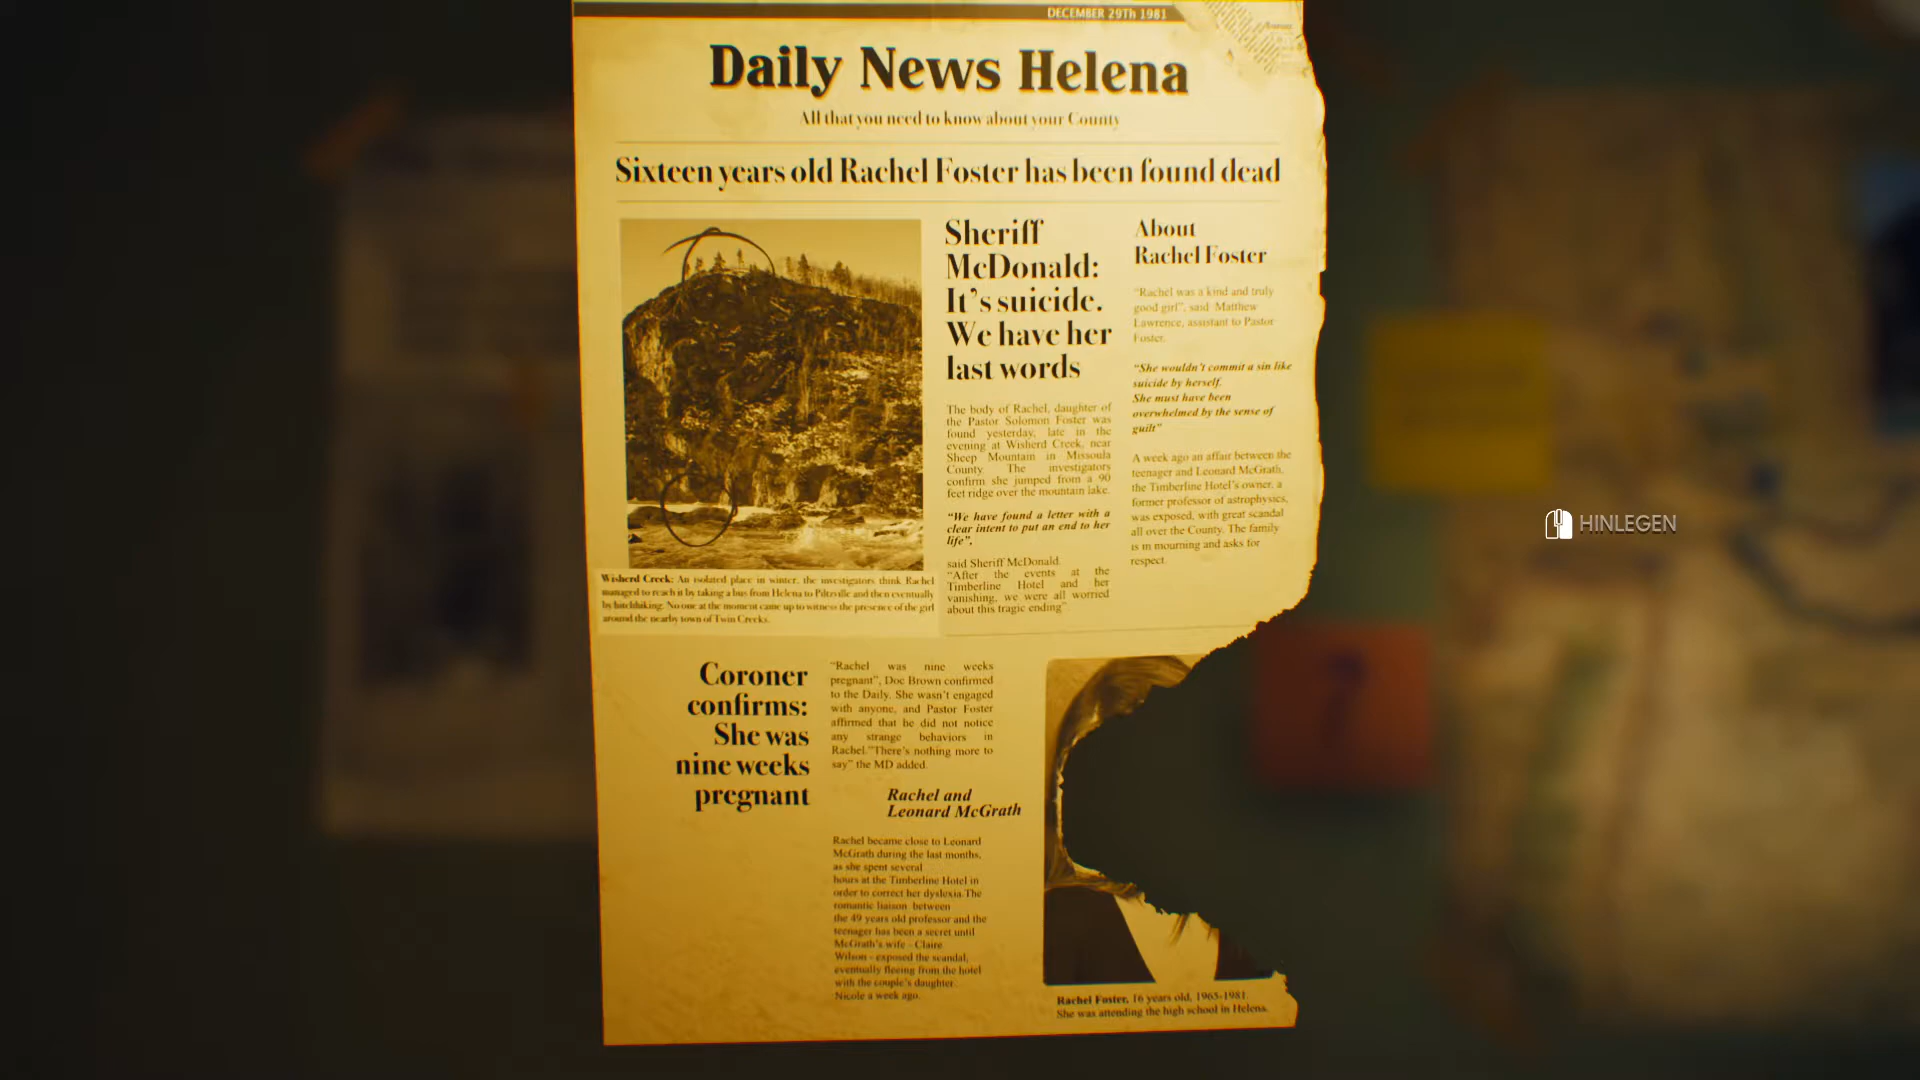 DECEMBER 29Th 1981
Daily News Helena
All that you need to know about your County
Sixteen years old Rachel Foster has been found dead
Sheriff
McDonald:
It's suicide.
We have her
last words
The body of Rachel, daughter of
the Pastor Solomon Foster was
found yesterday, late in the
evening at Wisherd Creek, near
Sheep Mountain in Missoula
County. The investigators
confirm she jumped from a 90
feet ridge over the mountain lake.
"We have found a letter with a
clear intent to put an end to her
life",
said Sheriff McDonald.
"After the events at the
Timberline Hotel and her
vanishing, we were all worried
about this tragic ending"
About
Rachel Foster
"Rachel was a kind and truly
good girl", said Matthew
Lawrence, assistant to Pastor
Foster.
"She wouldn't commit a sin like
suicide by herself.
She must have been
overwhelmed by the sense of
guilt"
A week ago an affair between the
teenager and Leonard McGrath,
the Timberline Hotel's owner, a
former professor of astrophysics,
was exposed, with great scandal
all over the County. The family
is in mourning and asks for
respect.
Wisherd Creek: An isolated place in winter, the investigators think Rachel
managed to reach it by taking a bus from Helena to Piltzville and then eventually
by hitchhiking. No one at the moment came up to witness the presence of the girl
around the nearby town of Twin Creeks.
Coroner
confirms:
She was
nine weeks
pregnant
"Rachel was nine weeks
pregnant", Doc Brown confirmed
to the Daily. She wasn't engaged
with anyone, and Pastor Foster
affirmed that he did not notice
any strange behaviors in
Rachel."There's nothing more to
say" the MD added.
Rachel and
Leonard McGrath
Rachel became close to Leonard
McGrath during the last months,
as she spent several
hours at the Timberline Hotel in
order to correct her dyslexia.The
romantic liaison between
the 49 years old professor and the
teenager has been a secret until
McGrath's wife - Claire
Wilson - exposed the scandal,
eventually fleeing from the hotel
with the couple's daughter
Nicole a week ago.
Rachel Foster, 16 years old, 1965-1981.
She was attending the high school in Helena.
HINLEGEN